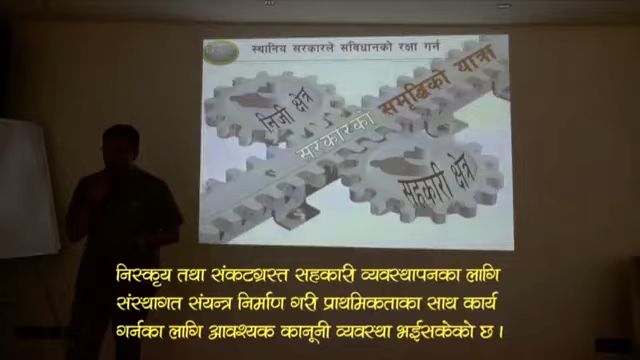 स्थानिय सरकारले संविधानको रक्षा गर्न
निजी क्षेत्र
सरकारको समृद्धिको यात्रा
सहकारी क्षेत्र
निस्कृय तथा संकटग्रस्त सहकारी व्यवस्थापनका लागि
संस्थागत संयन्त्र निर्माण गरी प्राथमिकताका साथ कार्य
गर्नका लागि आवश्यक कानूनी व्यवस्था भईसकेको छ ।